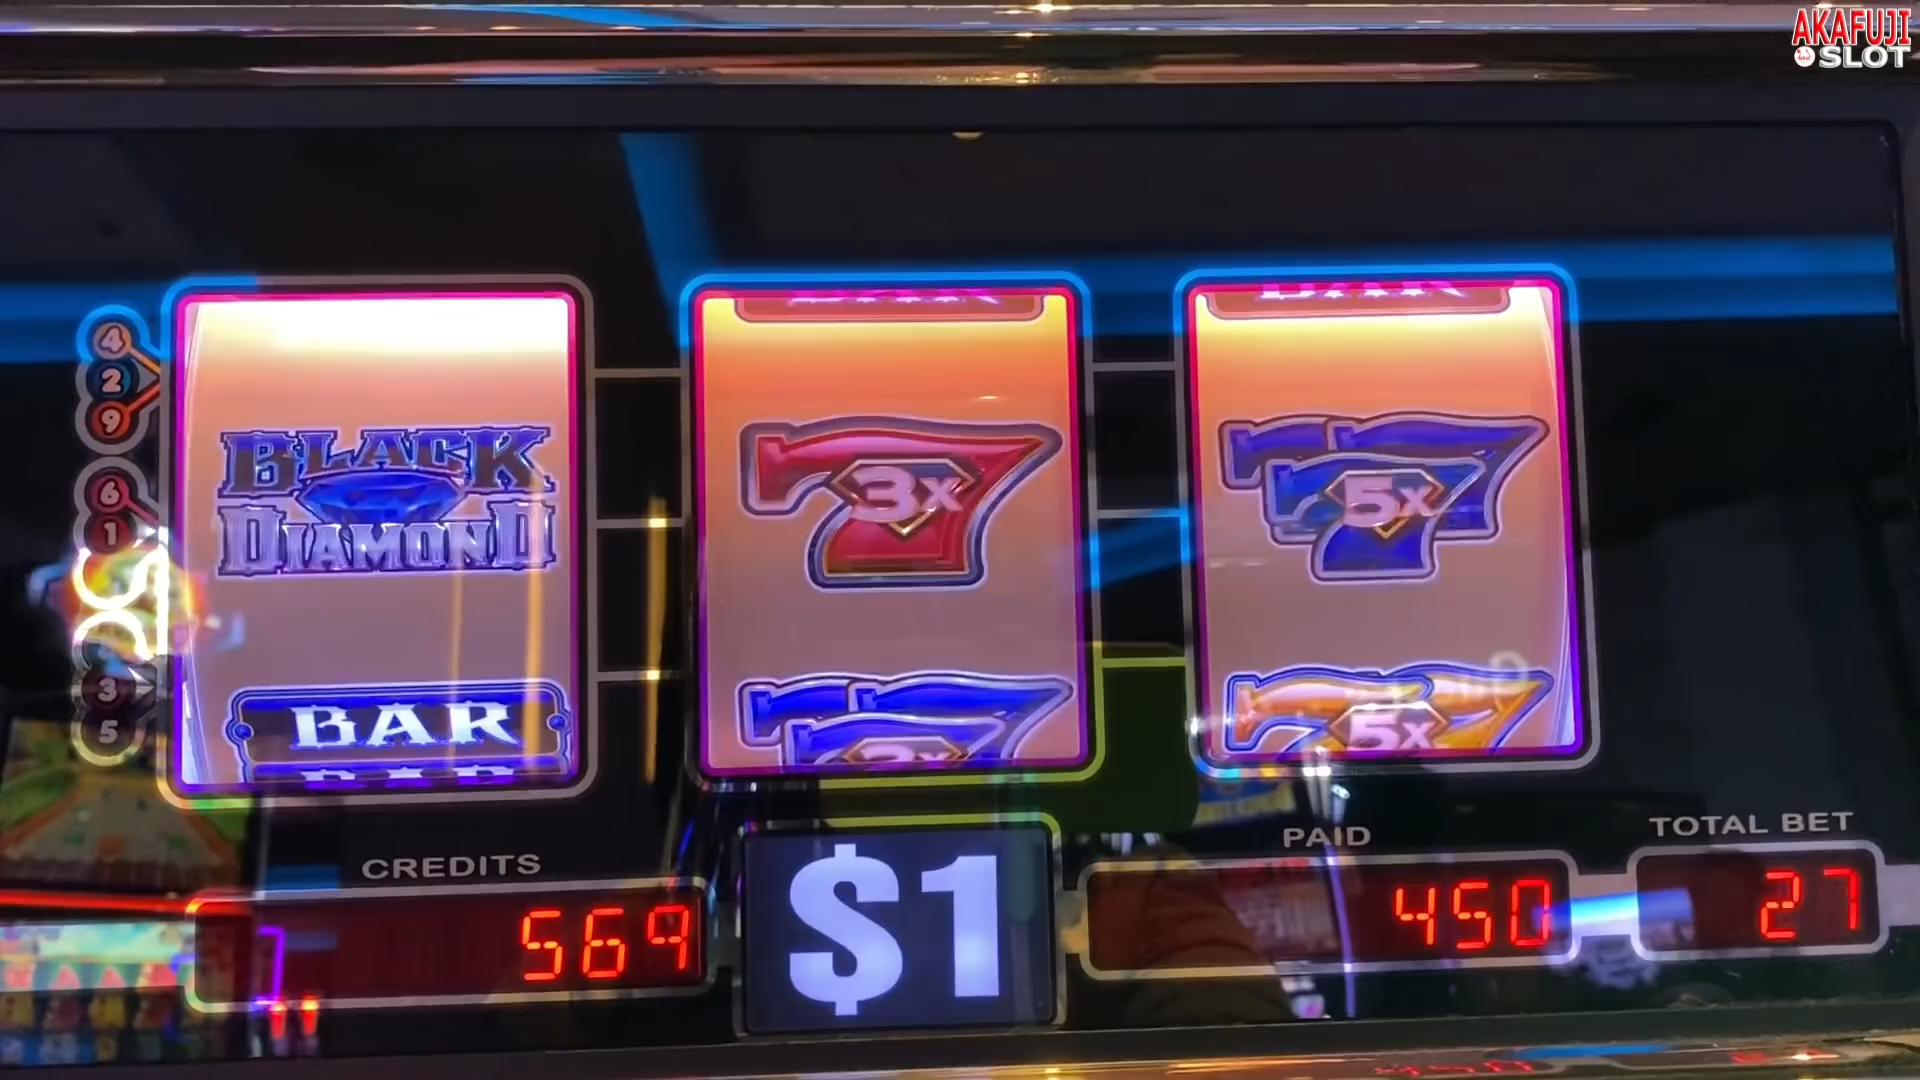 AKAFUJI
SLOT
4
2
9
6
1
3
5
BLACK
DIAMOND
BAR
3x
5x
5x
CREDITS
569
$1
PAID
450
TOTAL BET
27